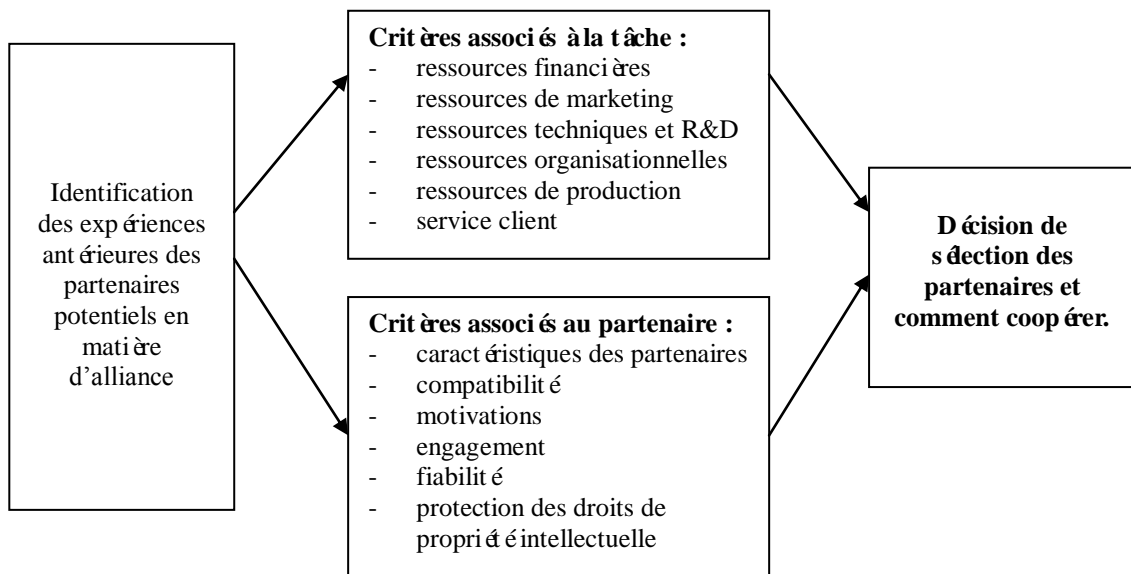 Identification
des expériences
antérieures des
partenaires
potentiels en
matière
d'alliance
Critères associés à la tâche :
- ressources financières
- ressources de marketing
- ressources techniques et R&D
- ressources organisationnelles
- ressources de production
- service client
Critères associés au partenaire :
- caractéristiques des partenaires
- compatibilité
- motivations
- engagement
- fiabilité
- protection des droits de
propriété intellectuelle
Décision de
sélection des
partenaires et
comment coopérer.